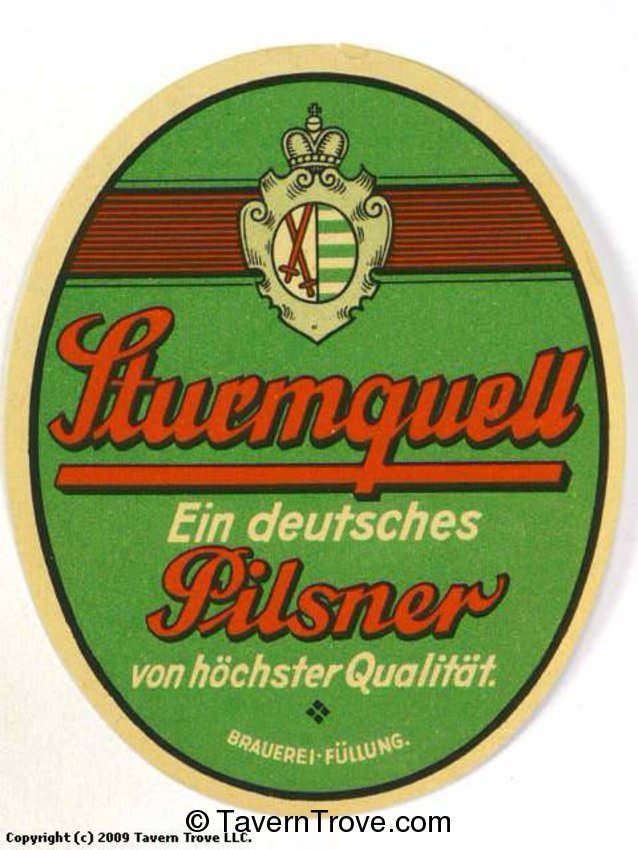 Sturmquell
Ein deutsches
Pilsner
von höchster Qualität.
BRAUEREI-FÜLLUNG.
© TavernTrove.com
Copyright (c) 2009 Tavern Trove LLC.